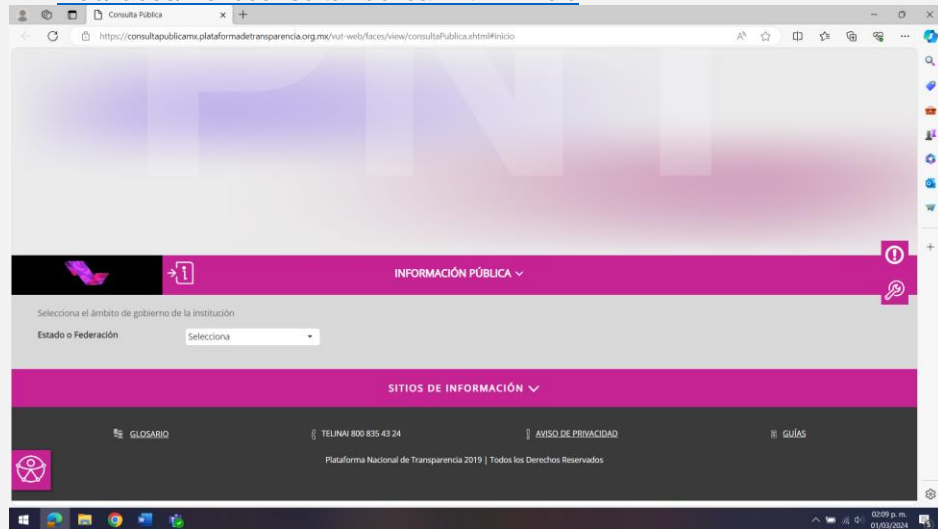 Consulta Pública
https://consultapublicamx.plataformadetransparencia.org.mx/vut-web/faces/view/consultaPublica.xhtml#inicio
PNT
INFORMACIÓN PÚBLICA
Selecciona el ámbito de gobierno de la institución
Estado o Federación Selecciona
SITIOS DE INFORMACIÓN
GLOSARIO TELINAI 800 835 43 24 AVISO DE PRIVACIDAD GUÍAS
Plataforma Nacional de Transparencia 2019 | Todos los Derechos Reservados
02:09 p. m.
01/03/2024